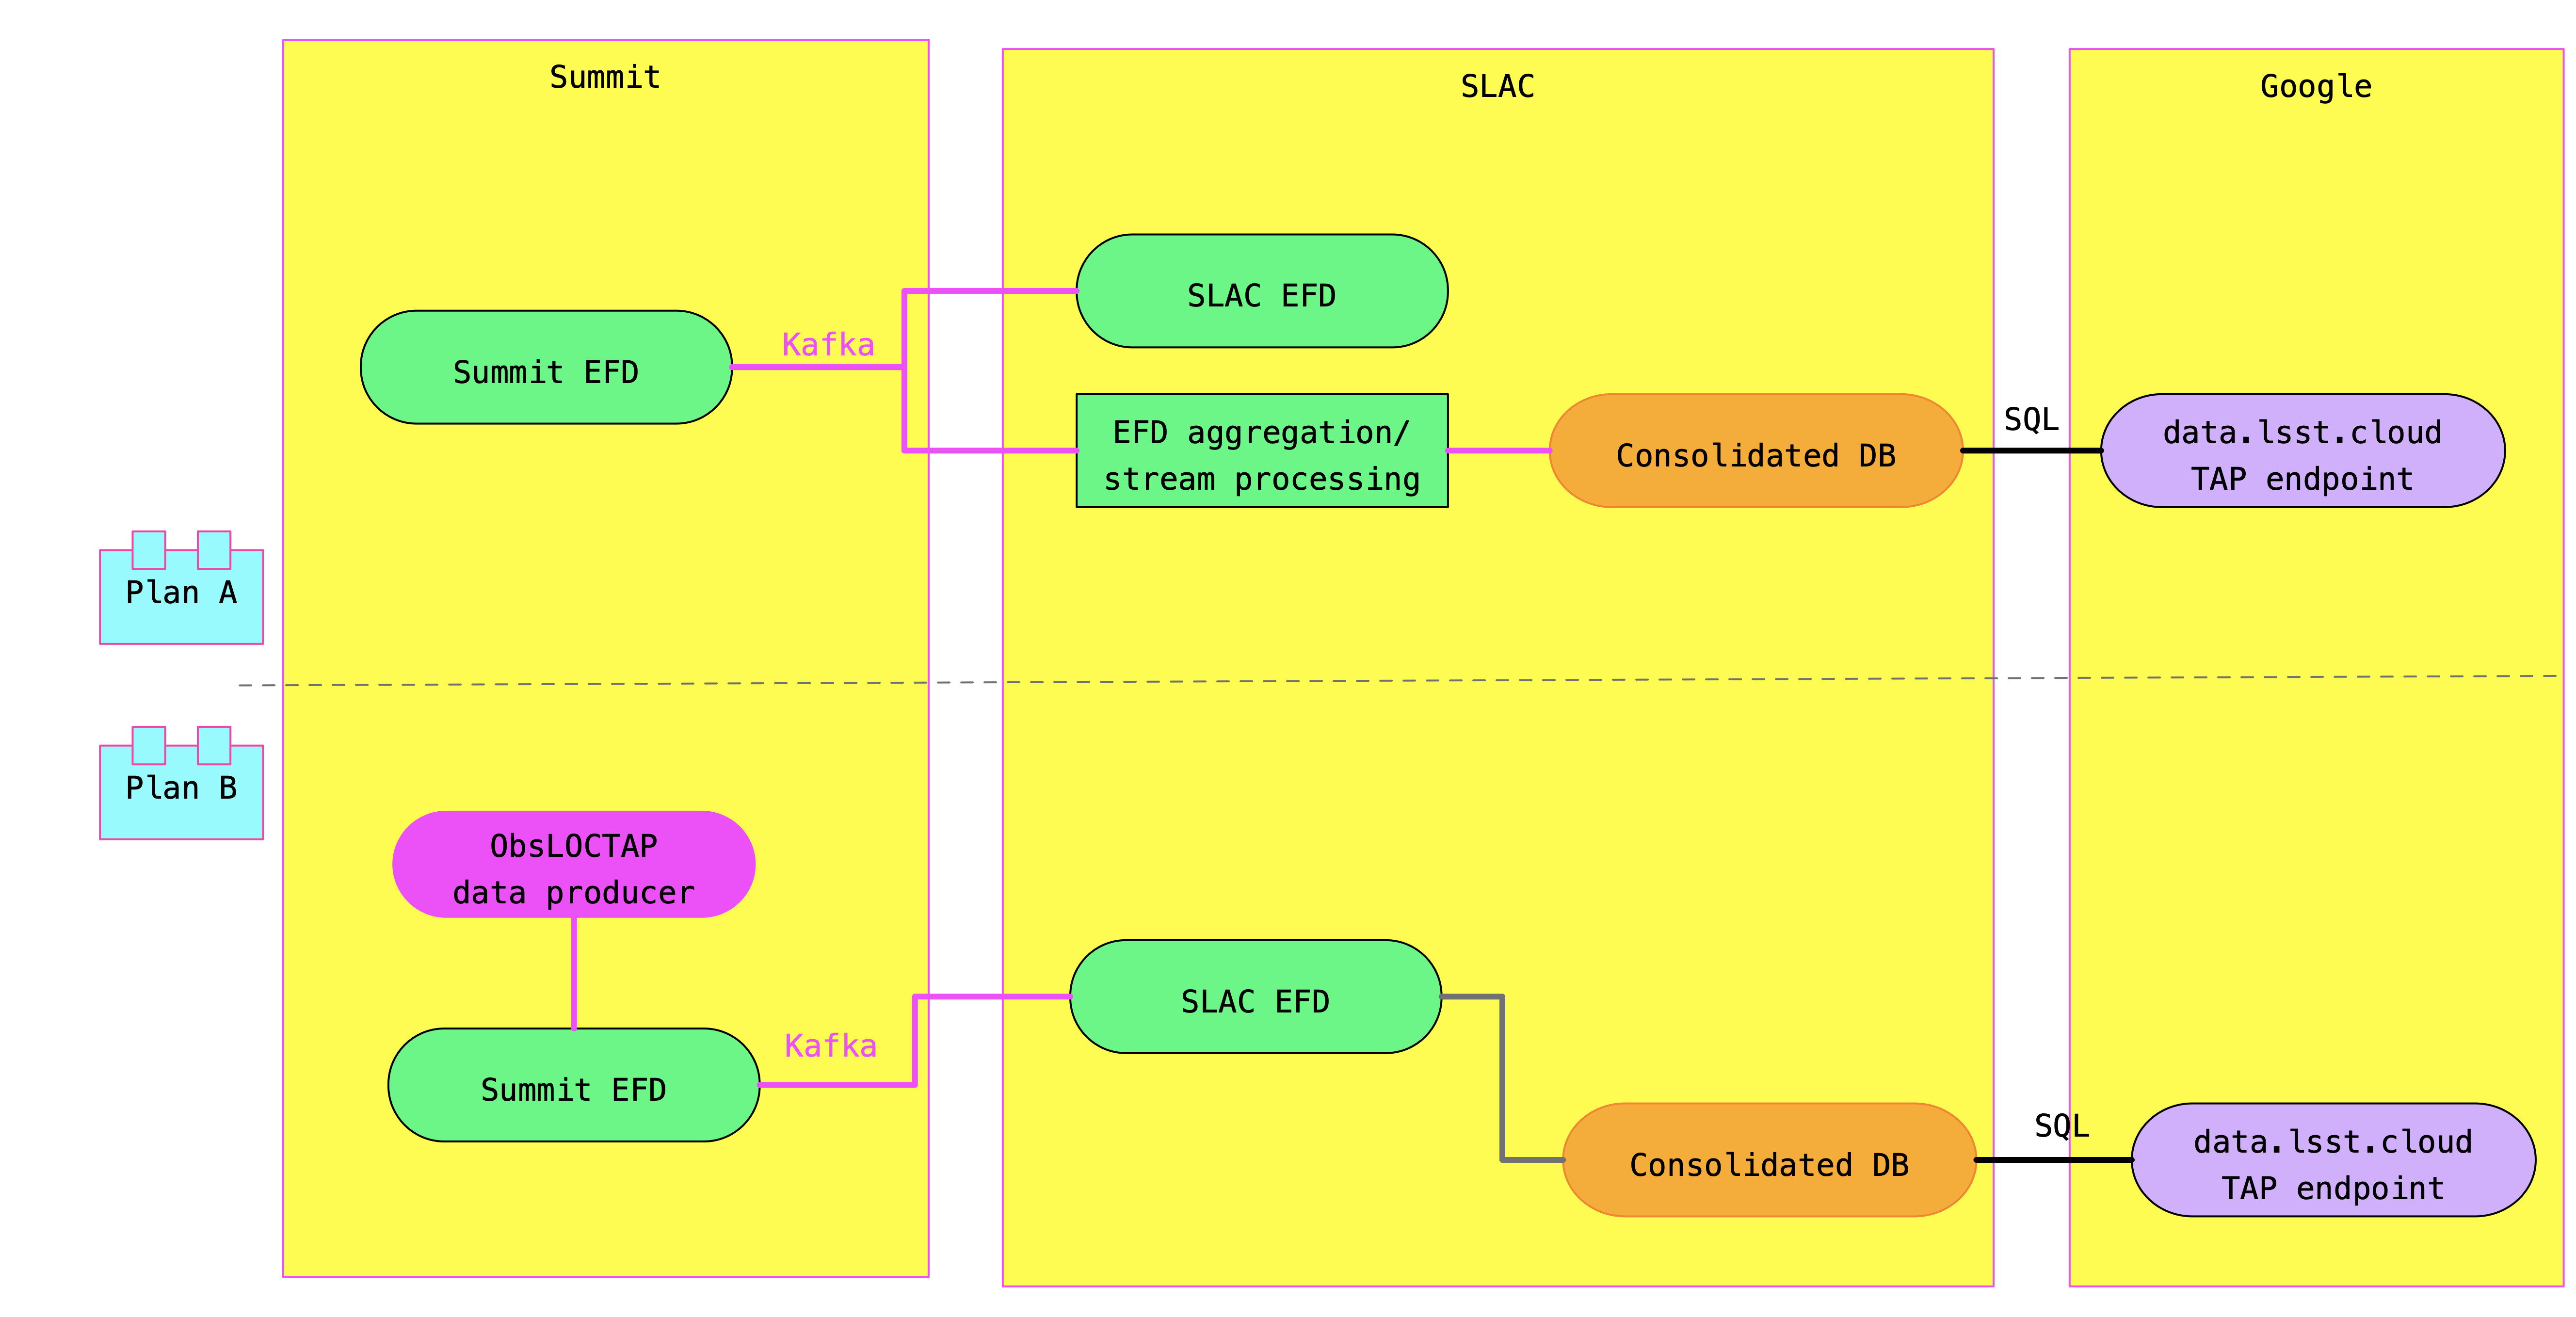 Summit
SLAC
Google
SLAC EFD
Kafka
Summit EFD
EFD aggregation/
stream processing
Consolidated DB
SQL
data.lsst.cloud
TAP endpoint
Plan A
Plan B
ObsLOCTAP
data producer
SLAC EFD
Kafka
Summit EFD
Consolidated DB
SQL
data.lsst.cloud
TAP endpoint